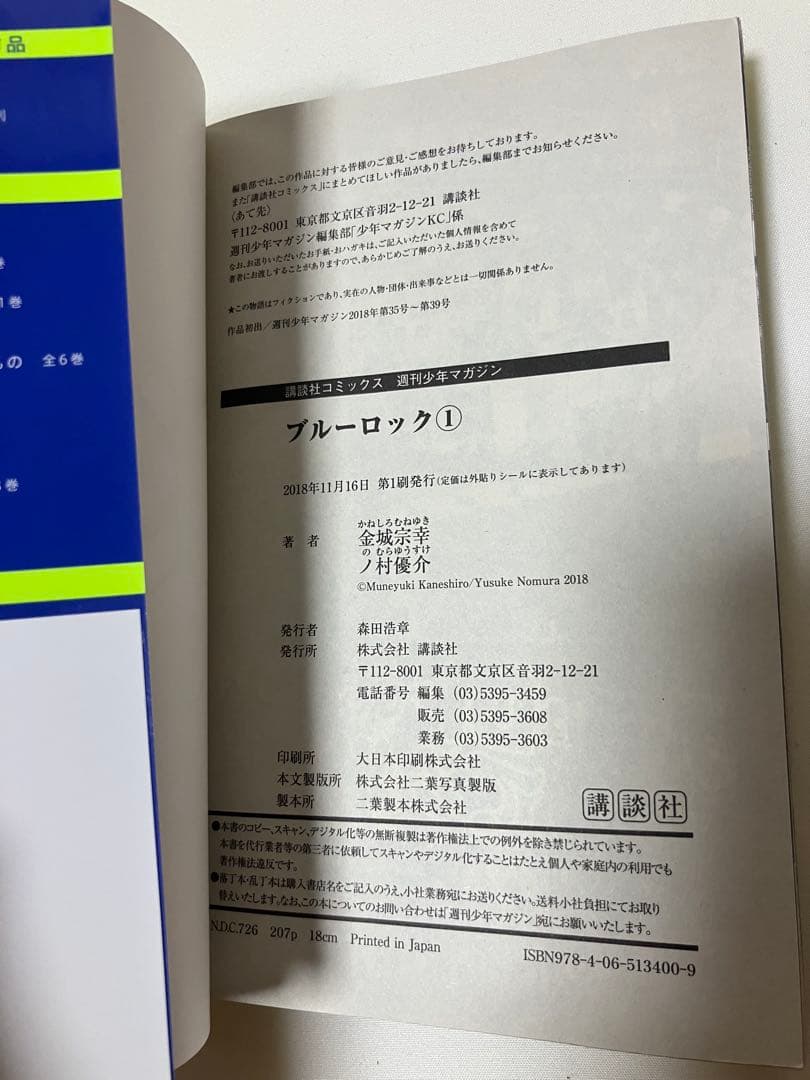 品
巻
1巻
もの 全6巻
巻
編集部では、この作品に対する皆様のご意見・ご感想をお待ちしております。
また「講談社コミックス」にまとめてほしい作品がありましたら、編集部までお知らせください。
〈あて先〉
〒112-8001 東京都文京区音羽2-12-21 講談社
週刊少年マガジン編集部「少年マガジンKC」係
なお、お送りいただいたお手紙・おハガキは、ご記入いただいた個人情報を含めて
著者にお渡しすることがありますので、あらかじめご了解のうえ、お送りください。
★この物語はフィクションであり、実在の人物・団体・出来事などとは一切関係ありません。
作品初出／週刊少年マガジン2018年第35号〜第39号
講談社コミックス 週刊少年マガジン
ブルーロック①
2018年11月16日 第1刷発行(定価は外貼りシールに表示してあります)
かねしろむねゆき
著者 金城宗幸
の むらゆうすけ
ノ村優介
©Muneyuki Kaneshiro/Yusuke Nomura 2018
発行者 森田浩章
発行所 株式会社 講談社
〒112-8001 東京都文京区音羽2-12-21
電話番号 編集 (03)5395-3459
販売 (03)5395-3608
業務 (03)5395-3603
印刷所 大日本印刷株式会社
本文製版所 株式会社二葉写真製版
製本所 二葉製本株式会社
講談社
●本書のコピー、スキャン、デジタル化等の無断複製は著作権法上での例外を除き禁じられています。
本書を代行業者等の第三者に依頼してスキャンやデジタル化することはたとえ個人や家庭内の利用でも
著作権法違反です。
●落丁本・乱丁本は購入書店名をご記入のうえ、小社業務宛にお送りください。送料小社負担にてお取り
替えいたします。なお、この本についてのお問い合わせは「週刊少年マガジン」宛にお願いいたします。
N.D.C.726 207p 18cm Printed in Japan
ISBN978-4-06-513400-9